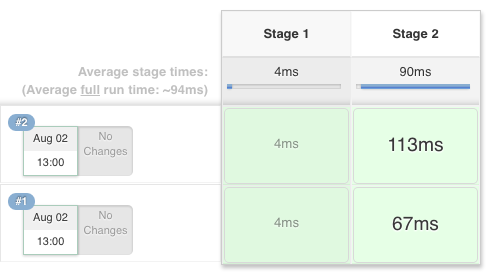 Stage 1 Stage 2
Average stage times: 4ms 90ms
(Average full run time: ~94ms)
#2
Aug 02 No
13:00 Changes 4ms 113ms
#1
Aug 02 No
13:00 Changes 4ms 67ms